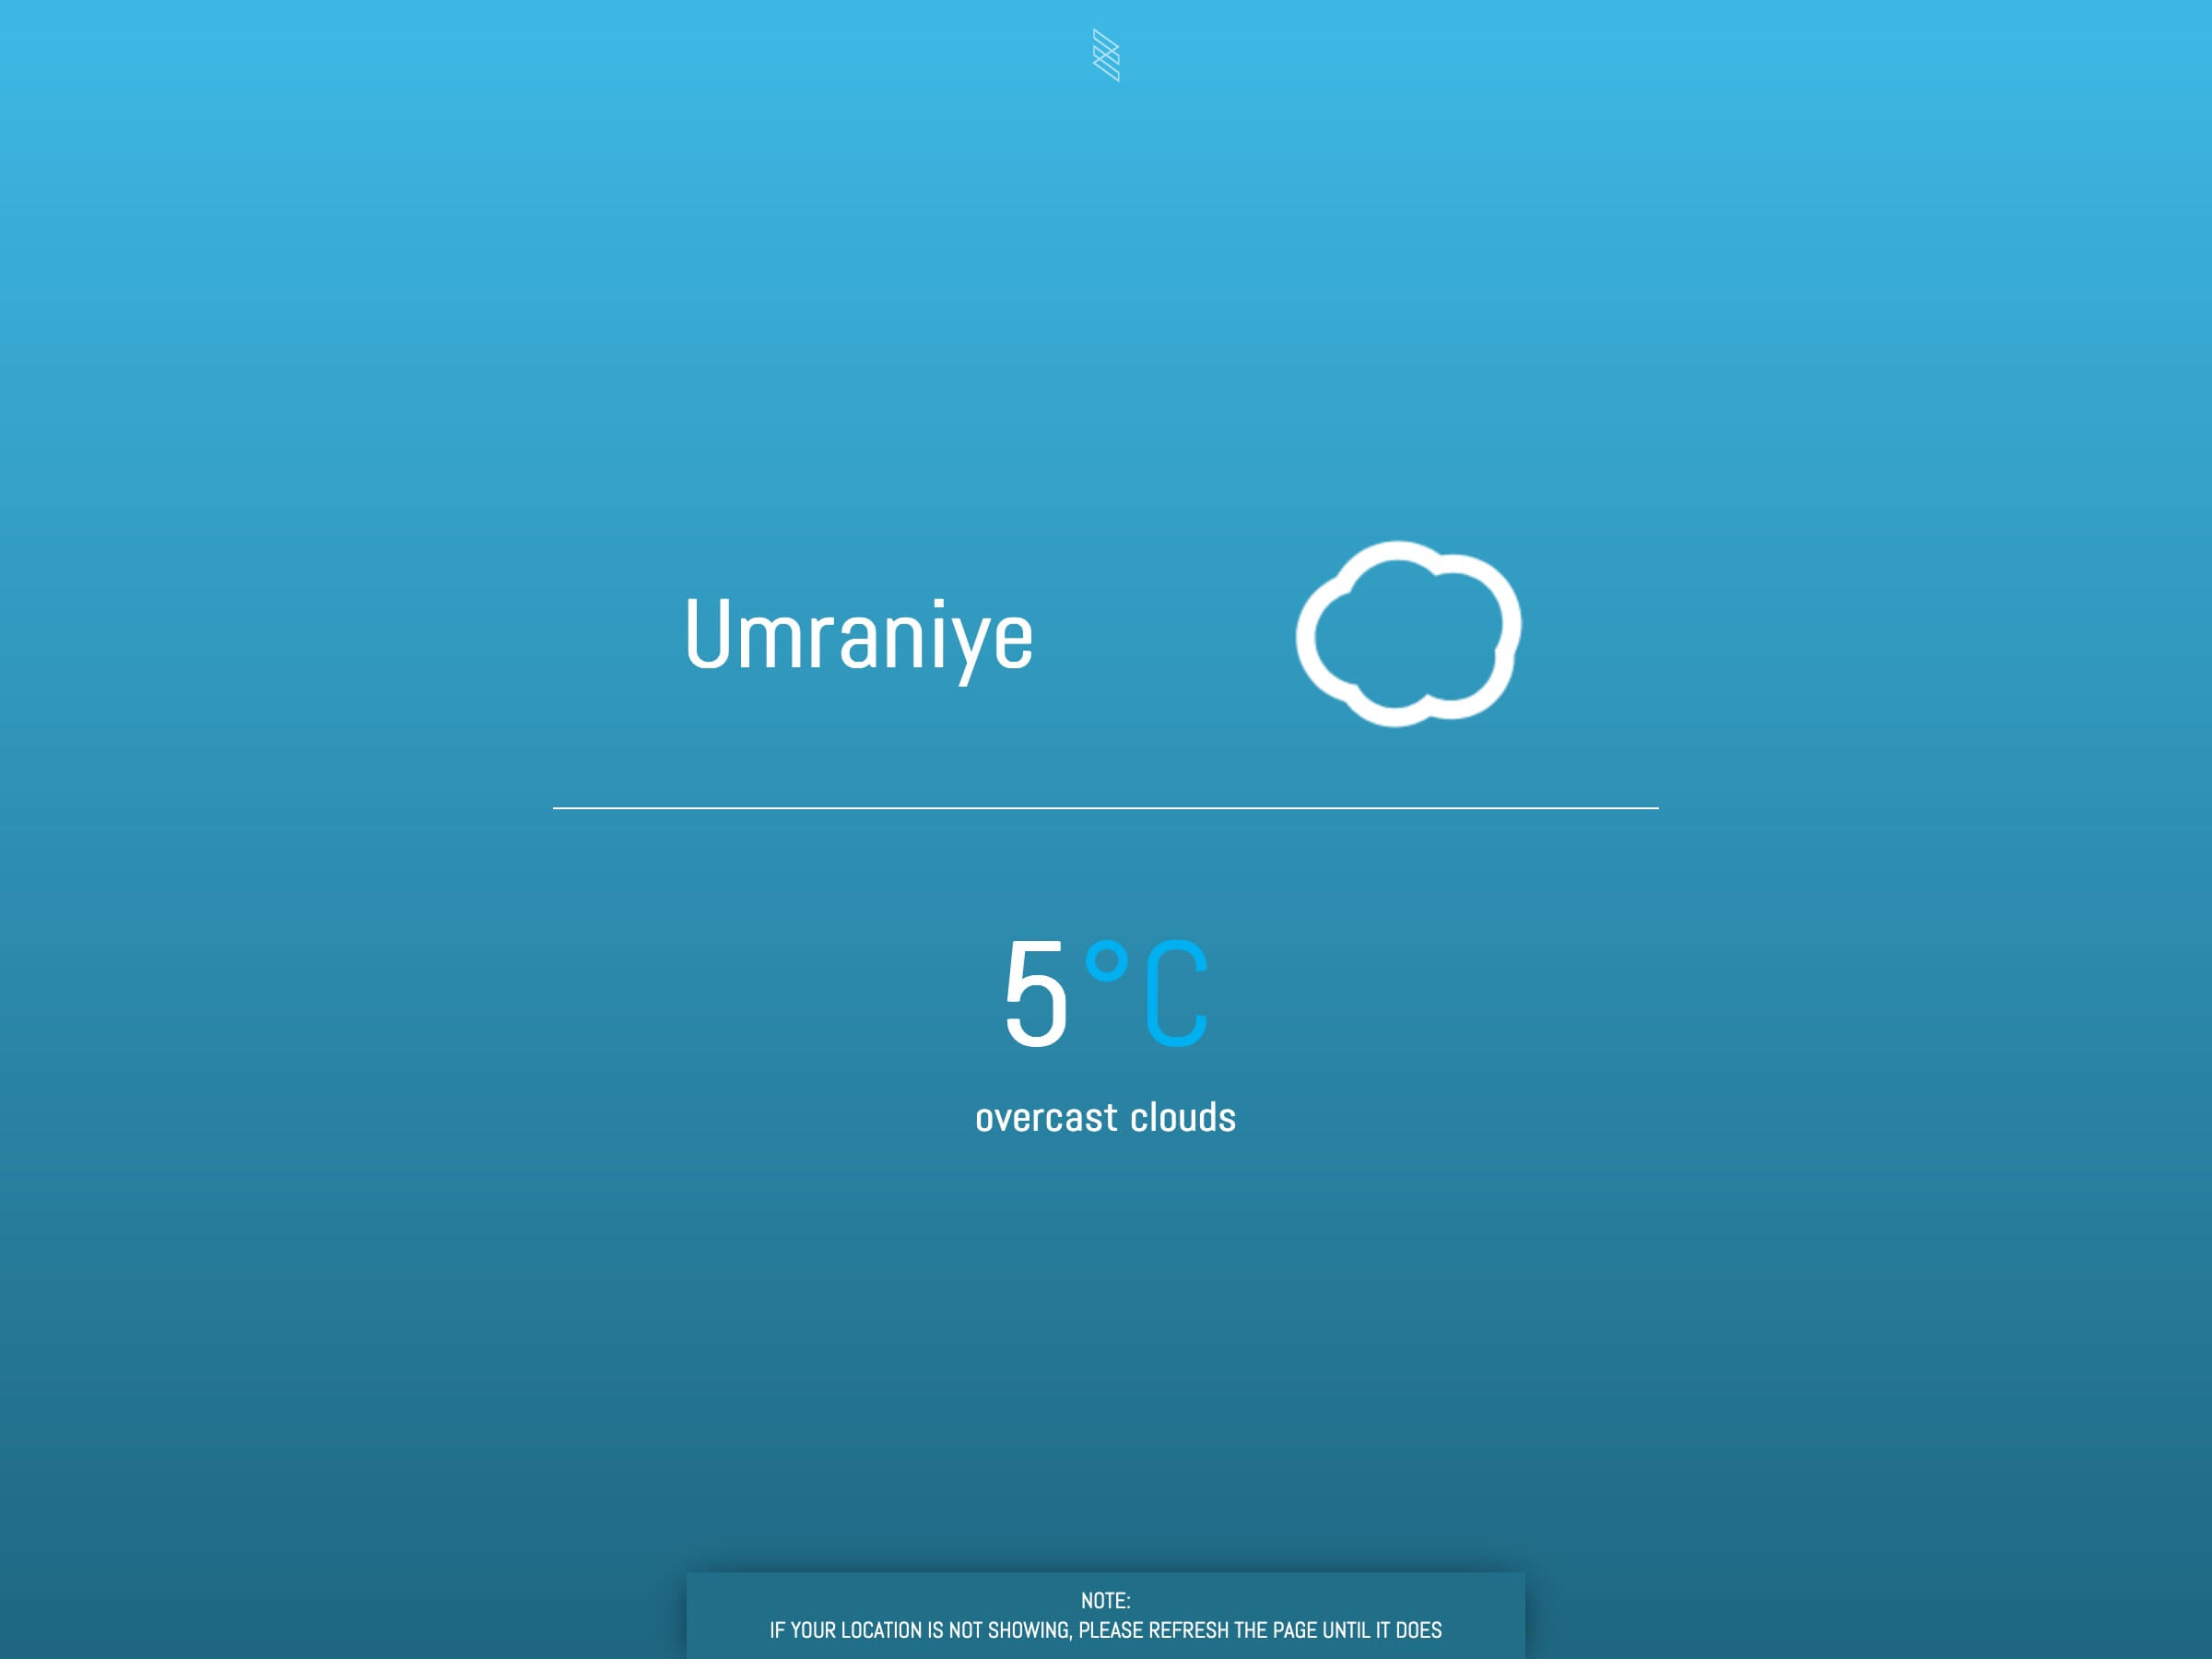 Umraniye
5°C
overcast clouds
NOTE:
IF YOUR LOCATION IS NOT SHOWING, PLEASE REFRESH THE PAGE UNTIL IT DOES